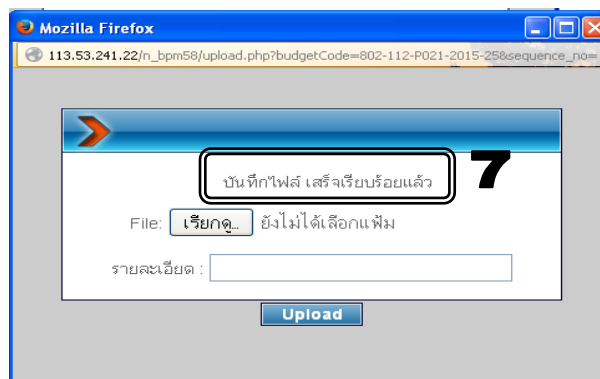 Mozilla Firefox
113.53.241.22/n_bpm58/upload.php?budgetCode=802-112-P021-2015-25&sequence_no=
บันทึกไฟล์ เสร็จเรียบร้อยแล้ว
7
File: เรียกดู... ยังไม่ได้เลือกแฟ้ม
รายละเอียด :
Upload